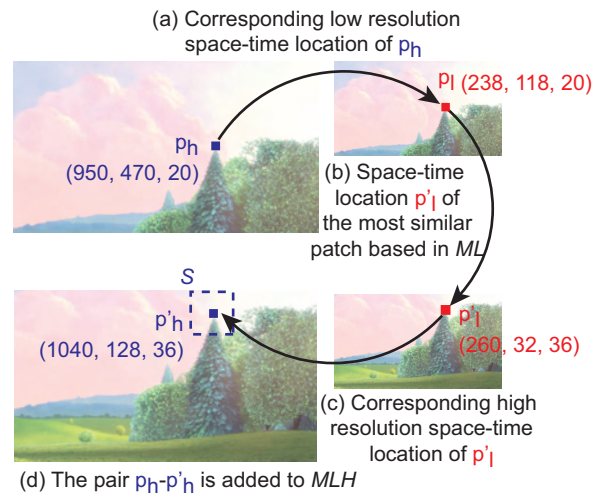 (a) Corresponding low resolution
space-time location of pₕ
pₕ
(950, 470, 20)
pₗ (238, 118, 20)
(b) Space-time
location p'ₗ of
the most similar
patch based in ML
p'ₗ
(260, 32, 36)
(c) Corresponding high
resolution space-time
location of p'ₗ
S
p'ₕ
(1040, 128, 36)
(d) The pair pₕ-p'ₕ is added to MLH